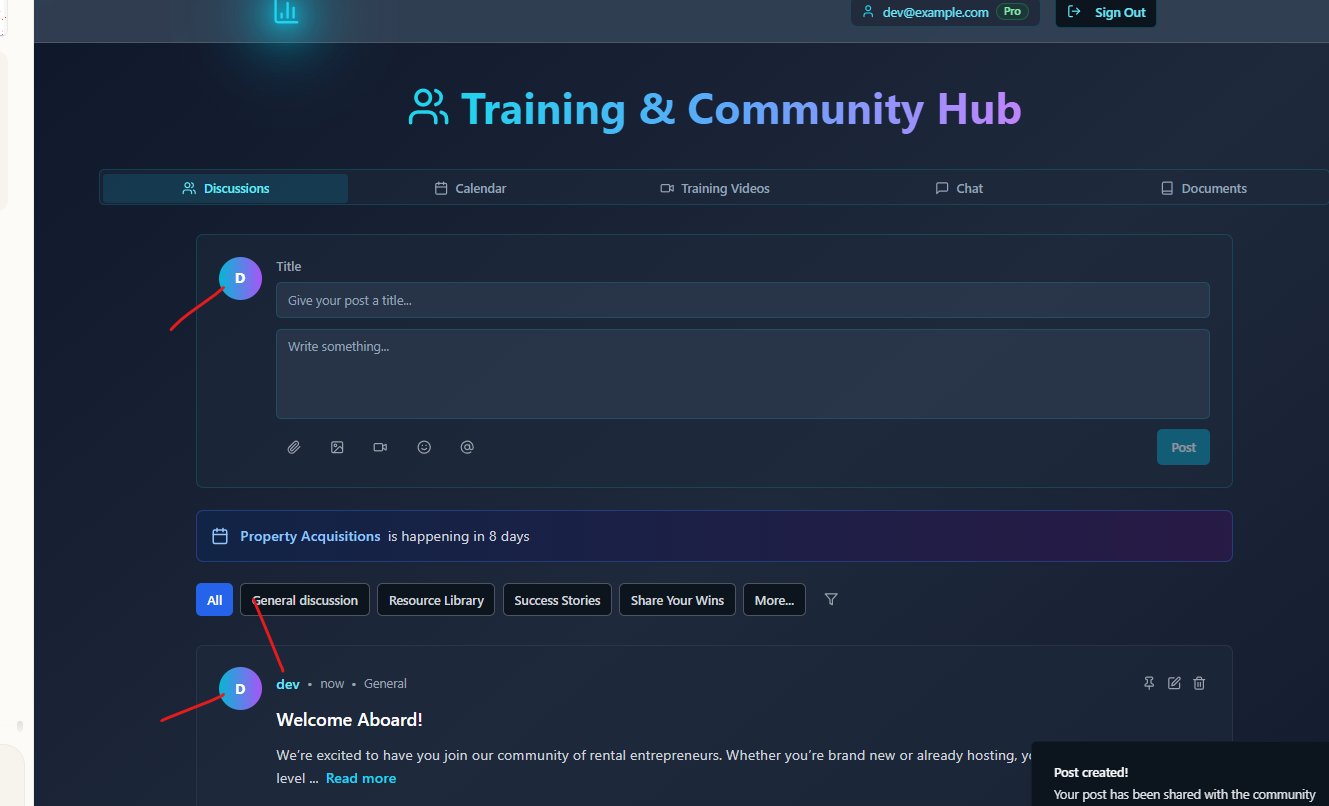 dev@example.com Pro Sign Out
Training & Community Hub
Discussions Calendar Training Videos Chat Documents
D
Title
Give your post a title...
Write something...
Post
Property Acquisitions is happening in 8 days
All General discussion Resource Library Success Stories Share Your Wins More...
D
dev • now • General
Welcome Aboard!
We're excited to have you join our community of rental entrepreneurs. Whether you're brand new or already hosting,
level ... Read more
Post created!
Your post has been shared with the community